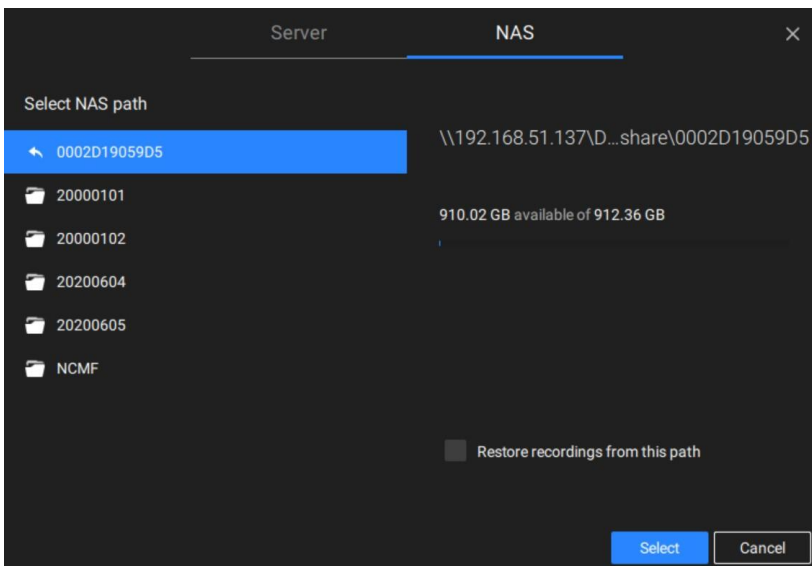 Server
NAS
Select NAS path
0002D19059D5
20000101
20000102
20200604
20200605
NCMF
\\192.168.51.137\D...share\0002D19059D5
910.02 GB available of 912.36 GB
Restore recordings from this path
Select
Cancel